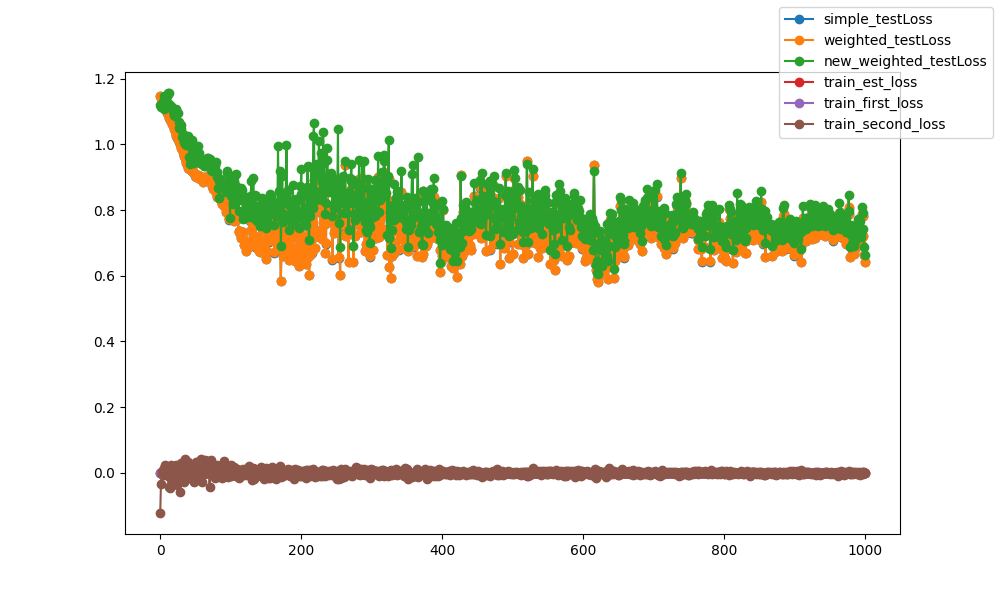 simple_testLoss
weighted_testLoss
new_weighted_testLoss
train_est_loss
train_first_loss
train_second_loss
1.2
1.0
0.8
0.6
0.4
0.2
0.0
0 200 400 600 800 1000